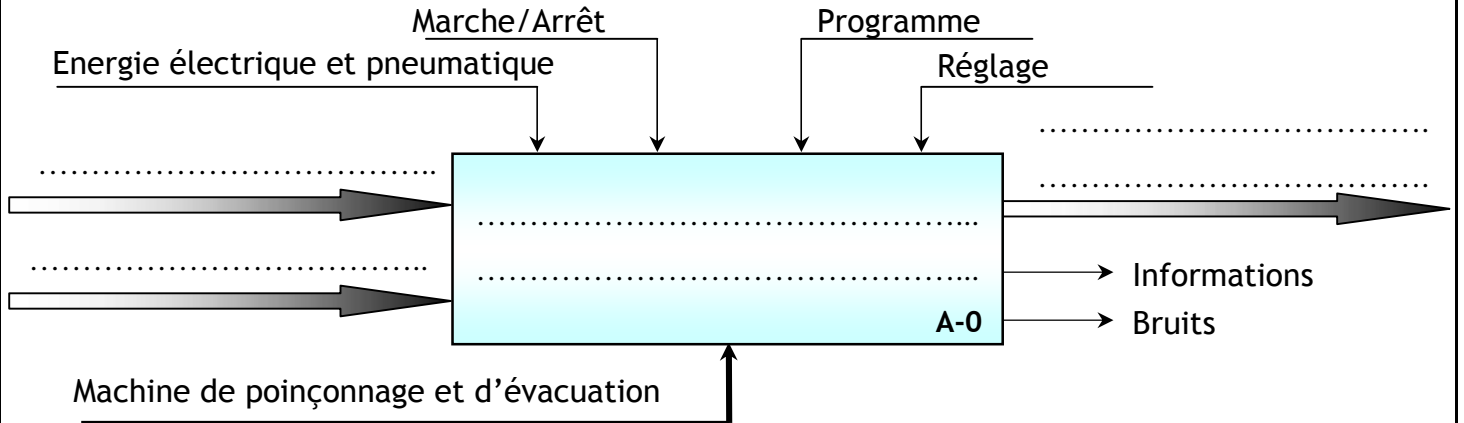 Marche/Arrêt
Programme
Energie électrique et pneumatique
Réglage
……………………………….
………………………………..
……………………………….
…………………………………………...
………………………………..
…………………………………………...
Informations
A-0
Bruits
Machine de poinçonnage et d’évacuation